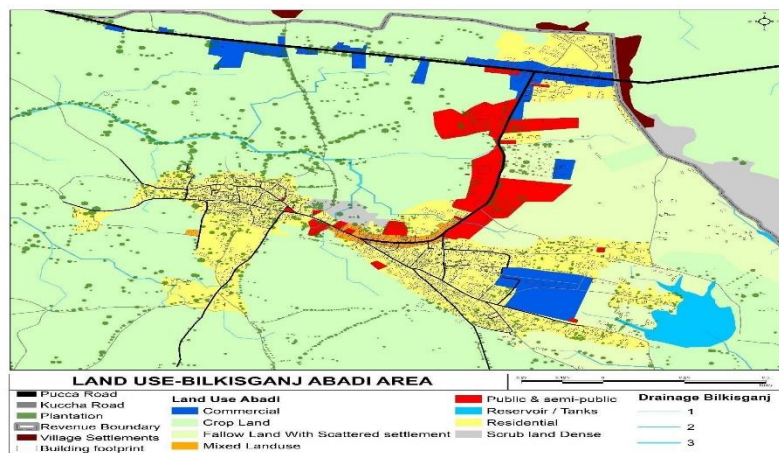 LAND USE-BILKISGANJ ABADI AREA
Pucca Road
Kuccha Road
Plantation
Revenue Boundary
Village Settlements
Building footprint
Land Use Abadi
Commercial
Crop Land
Fallow Land With Scattered settlement
Mixed Landuse
Public & semi-public
Reservoir / Tanks
Residential
Scrub land Dense
Drainage Bilkisganj
1
2
3